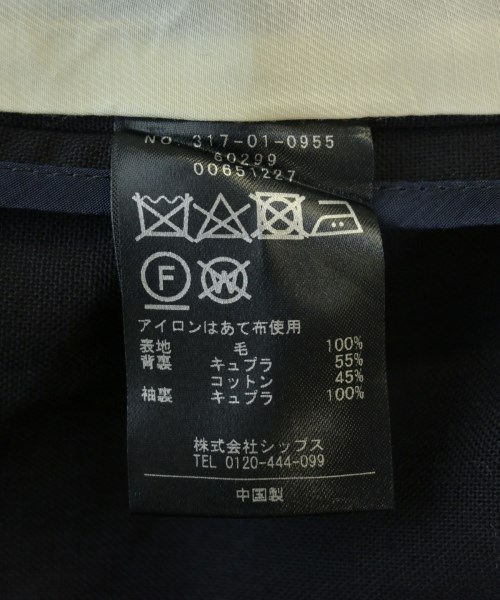 No. 317-01-0955
60299
00651227
F
W
アイロンはあて布使用
表地 毛 100%
背裏 キュプラ 55%
コットン 45%
袖裏 キュプラ 100%
株式会社シップス
TEL 0120-444-099
中国製